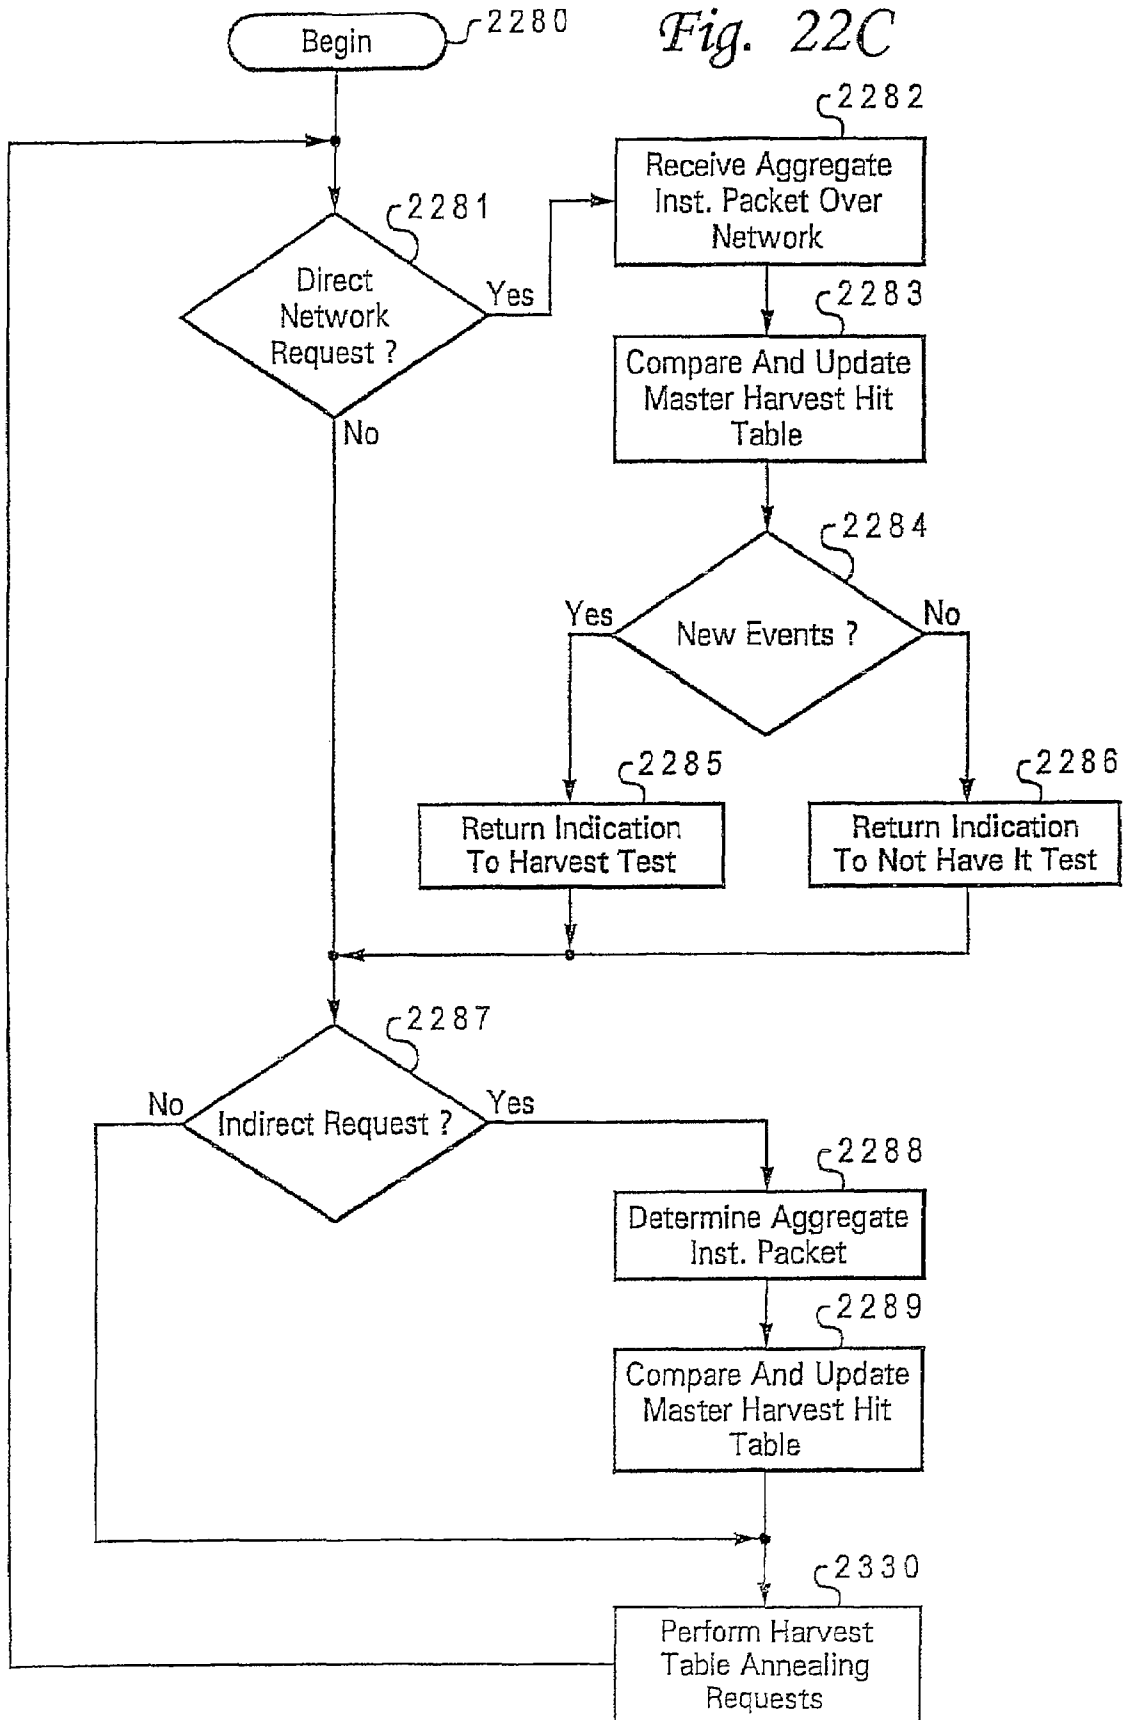 Begin
2280
Fig. 22C
2282
Receive Aggregate
Inst. Packet Over
Network
2281
Direct
Network
Request ?
Yes
No
2283
Compare And Update
Master Harvest Hit
Table
2284
New Events ?
Yes
No
2285
Return Indication
To Harvest Test
2286
Return Indication
To Not Have It Test
2287
Indirect Request ?
No
Yes
2288
Determine Aggregate
Inst. Packet
2289
Compare And Update
Master Harvest Hit
Table
2330
Perform Harvest
Table Annealing
Requests